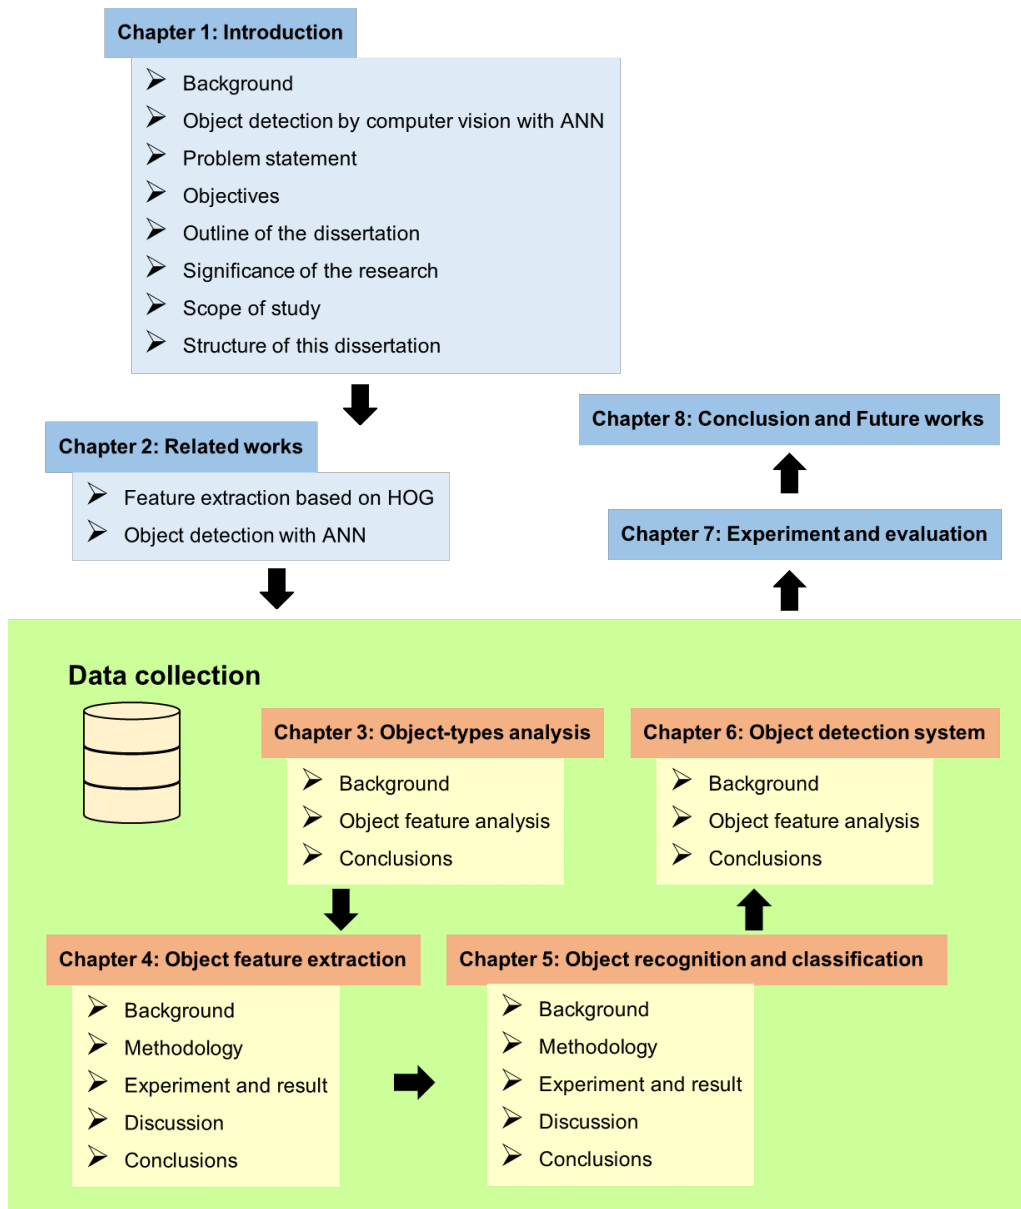 Chapter 1: Introduction
Background
Object detection by computer vision with ANN
Problem statement
Objectives
Outline of the dissertation
Significance of the research
Scope of study
Structure of this dissertation
Chapter 2: Related works
Feature extraction based on HOG
Object detection with ANN
Data collection
Chapter 3: Object-types analysis
Background
Object feature analysis
Conclusions
Chapter 4: Object feature extraction
Background
Methodology
Experiment and result
Discussion
Conclusions
Chapter 5: Object recognition and classification
Background
Methodology
Experiment and result
Discussion
Conclusions
Chapter 6: Object detection system
Background
Object feature analysis
Conclusions
Chapter 7: Experiment and evaluation
Chapter 8: Conclusion and Future works